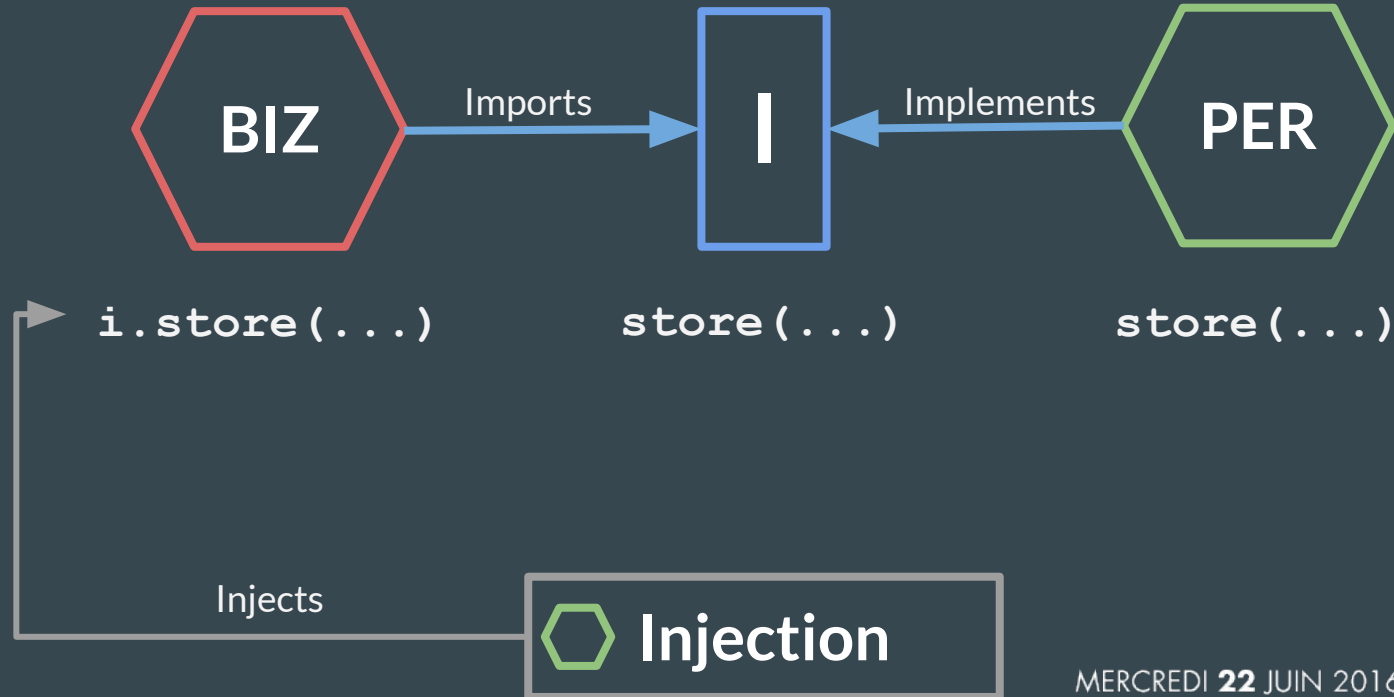 BIZ
Imports
I
Implements
PER
i.store(...)
store(...)
store(...)
Injects
Injection
MERCREDI 22 JUIN 2016